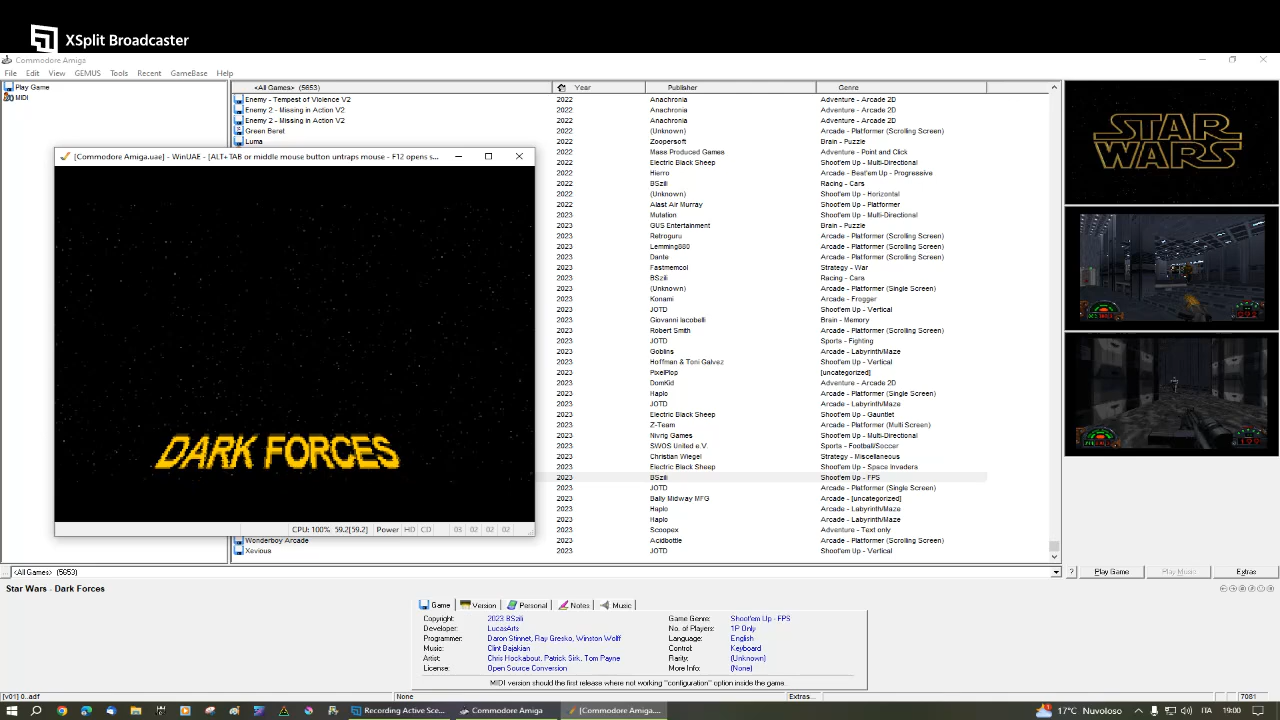 XSplit Broadcaster
Commodore Amiga
File Edit View GEMUS Tools Recent GameBase Help
Play Game
MIDI
<All Games> (5653) Year Publisher Genre
Enemy - Tempest of Violence V2 2022 Anachronia Adventure - Arcade 2D
Enemy 2 - Missing in Action V2 2022 Anachronia Adventure - Arcade 2D
Enemy 2 - Missing in Action V2 2022 Anachronia Adventure - Arcade 2D
Green Beret 2022 (Unknown) Arcade - Platformer (Scrolling Screen)
Luma 2022 Zoopersoft Brain - Puzzle
2022 Mass Produced Games Adventure - Point and Click
2022 Electric Black Sheep Shoot'em Up - Multi-Directional
2022 Hierro Arcade - Beat'em Up - Progressive
2022 BSzili Racing - Cars
2022 (Unknown) Shoot'em Up - Horizontal
2022 Alast Air Murray Shoot'em Up - Platformer
2023 Mutation Shoot'em Up - Multi-Directional
2023 GUS Entertainment Brain - Puzzle
2023 Retroguru Arcade - Platformer (Scrolling Screen)
2023 Lemming880 Arcade - Platformer (Scrolling Screen)
2023 Dante Arcade - Platformer (Scrolling Screen)
2023 Fastmemcol Strategy - War
2023 BSzili Racing - Cars
2023 (Unknown) Arcade - Platformer (Single Screen)
2023 Konami Arcade - Frogger
2023 JOTD Shoot'em Up - Vertical
2023 Giovanni Iacobelli Brain - Memory
2023 Robert Smith Arcade - Platformer (Scrolling Screen)
2023 JOTD Sports - Fighting
2023 Goblins Arcade - Labyrinth/Maze
2023 Hoffman & Toni Galvez Shoot'em Up - Vertical
2023 PixelPlop [uncategorized]
2023 DomKid Adventure - Arcade 2D
2023 Haplo Arcade - Platformer (Single Screen)
2023 JOTD Arcade - Labyrinth/Maze
2023 Electric Black Sheep Shoot'em Up - Gauntlet
2023 Z-Team Arcade - Platformer (Multi Screen)
2023 Nivrig Games Shoot'em Up - Multi-Directional
2023 SWOS United e.V. Sports - Football/Soccer
2023 Christian Wiegel Strategy - Miscellaneous
2023 Electric Black Sheep Shoot'em Up - Space Invaders
2023 BSzili Shoot'em Up - FPS
2023 JOTD Arcade - Platformer (Single Screen)
2023 Bally Midway MFG Arcade - [uncategorized]
2023 Haplo Arcade - Labyrinth/Maze
2023 Haplo Arcade - Labyrinth/Maze
2023 Scoopex Adventure - Text only
Wonderboy Arcade 2023 Acidbottle Arcade - Platformer (Scrolling Screen)
Xevious 2023 JOTD Shoot'em Up - Vertical
[Commodore Amiga.uae] - WinUAE - [ALT+TAB or middle mouse button untraps mouse - F12 opens s...
DARK FORCES
CPU: 100% 59.2[59.2] Power HD CD 03 02 02 02
STAR WARS
... <All Games> (5653) ? Play Game Play Music Extras
Star Wars - Dark Forces
Game Version Personal Notes Music
Copyright: 2023 BSzili Game Genre: Shoot'em Up - FPS
Developer: LucasArts No. of Players: 1P Only
Programmer: Daron Stinnet, Ray Gresko, Winston Wolff Language: English
Music: Clint Bajakian Control: Keyboard
Artist: Chris Hockabout, Patrick Sirk, Tom Payne Rarity: (Unknown)
License: Open Source Conversion More Info: (None)
MIDI version should the first release where not working "configuration" option inside the game.
[v01] 0..adf None Extras... 7081
Recording Active Sce... Commodore Amiga [Commodore Amiga.... 17°C Nuvoloso ITA 19:00